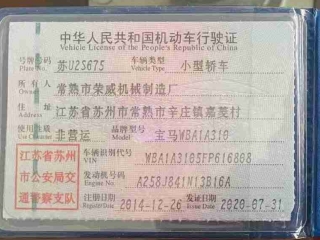 中华人民共和国机动车行驶证
Vehicle License of the People's Republic of China
号牌号码 苏U2S675 车辆类型 小型轿车
Plate No. Vehicle Type
所有人 常熟市荣威机械制造厂
Owner
住址 江苏省苏州市常熟市辛庄镇嘉菱村
Address
使用性质 非营运 品牌型号 宝马WBA1A310
Use Character Model
江苏省苏州
市公安局交
通警察支队
车辆识别代号 WBA1A3105FP616808
VIN
发动机号码 A258J841N13B16A
Engine No.
注册日期 2014-12-26 发证日期 2020-07-31
Register Date Issue Date